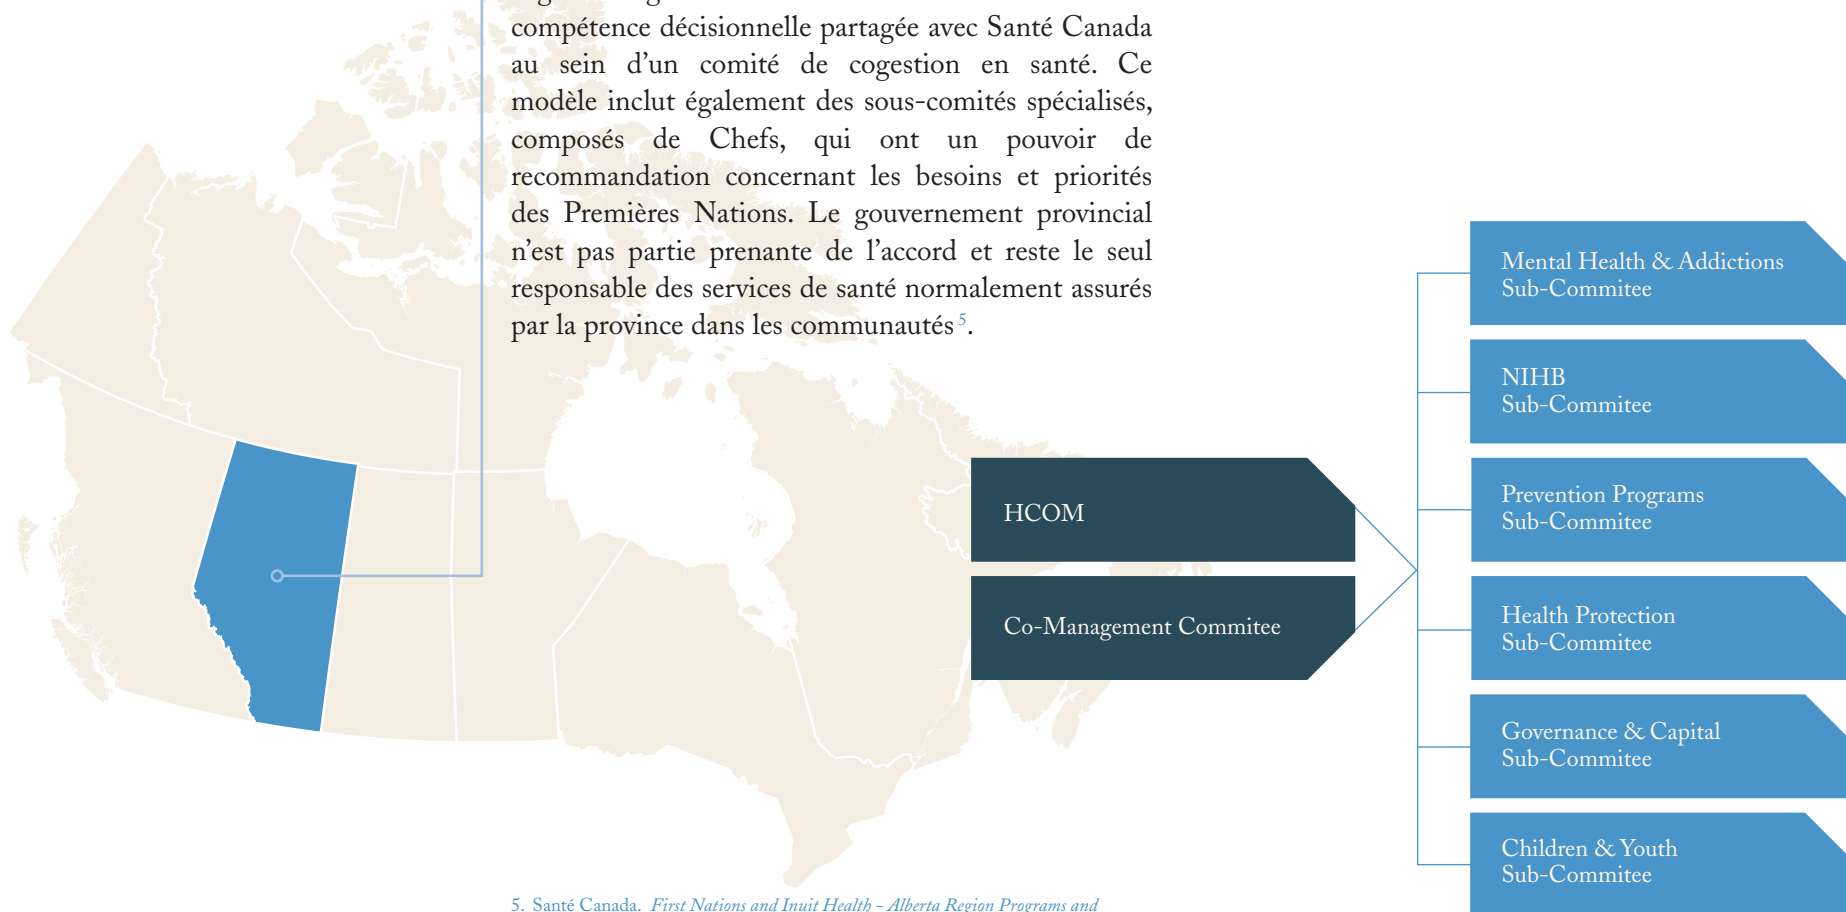 compétence décisionnelle partagée avec Santé Canada
au sein d’un comité de cogestion en santé. Ce
modèle inclut également des sous-comités spécialisés,
composés de Chefs, qui ont un pouvoir de
recommandation concernant les besoins et priorités
des Premières Nations. Le gouvernement provincial
n’est pas partie prenante de l’accord et reste le seul
responsable des services de santé normalement assurés
par la province dans les communautés 5.
HCOM
Co-Management Commitee
Mental Health & Addictions
Sub-Commitee
NIHB
Sub-Commitee
Prevention Programs
Sub-Commitee
Health Protection
Sub-Commitee
Governance & Capital
Sub-Commitee
Children & Youth
Sub-Commitee
5. Santé Canada. First Nations and Inuit Health - Alberta Region Programs and